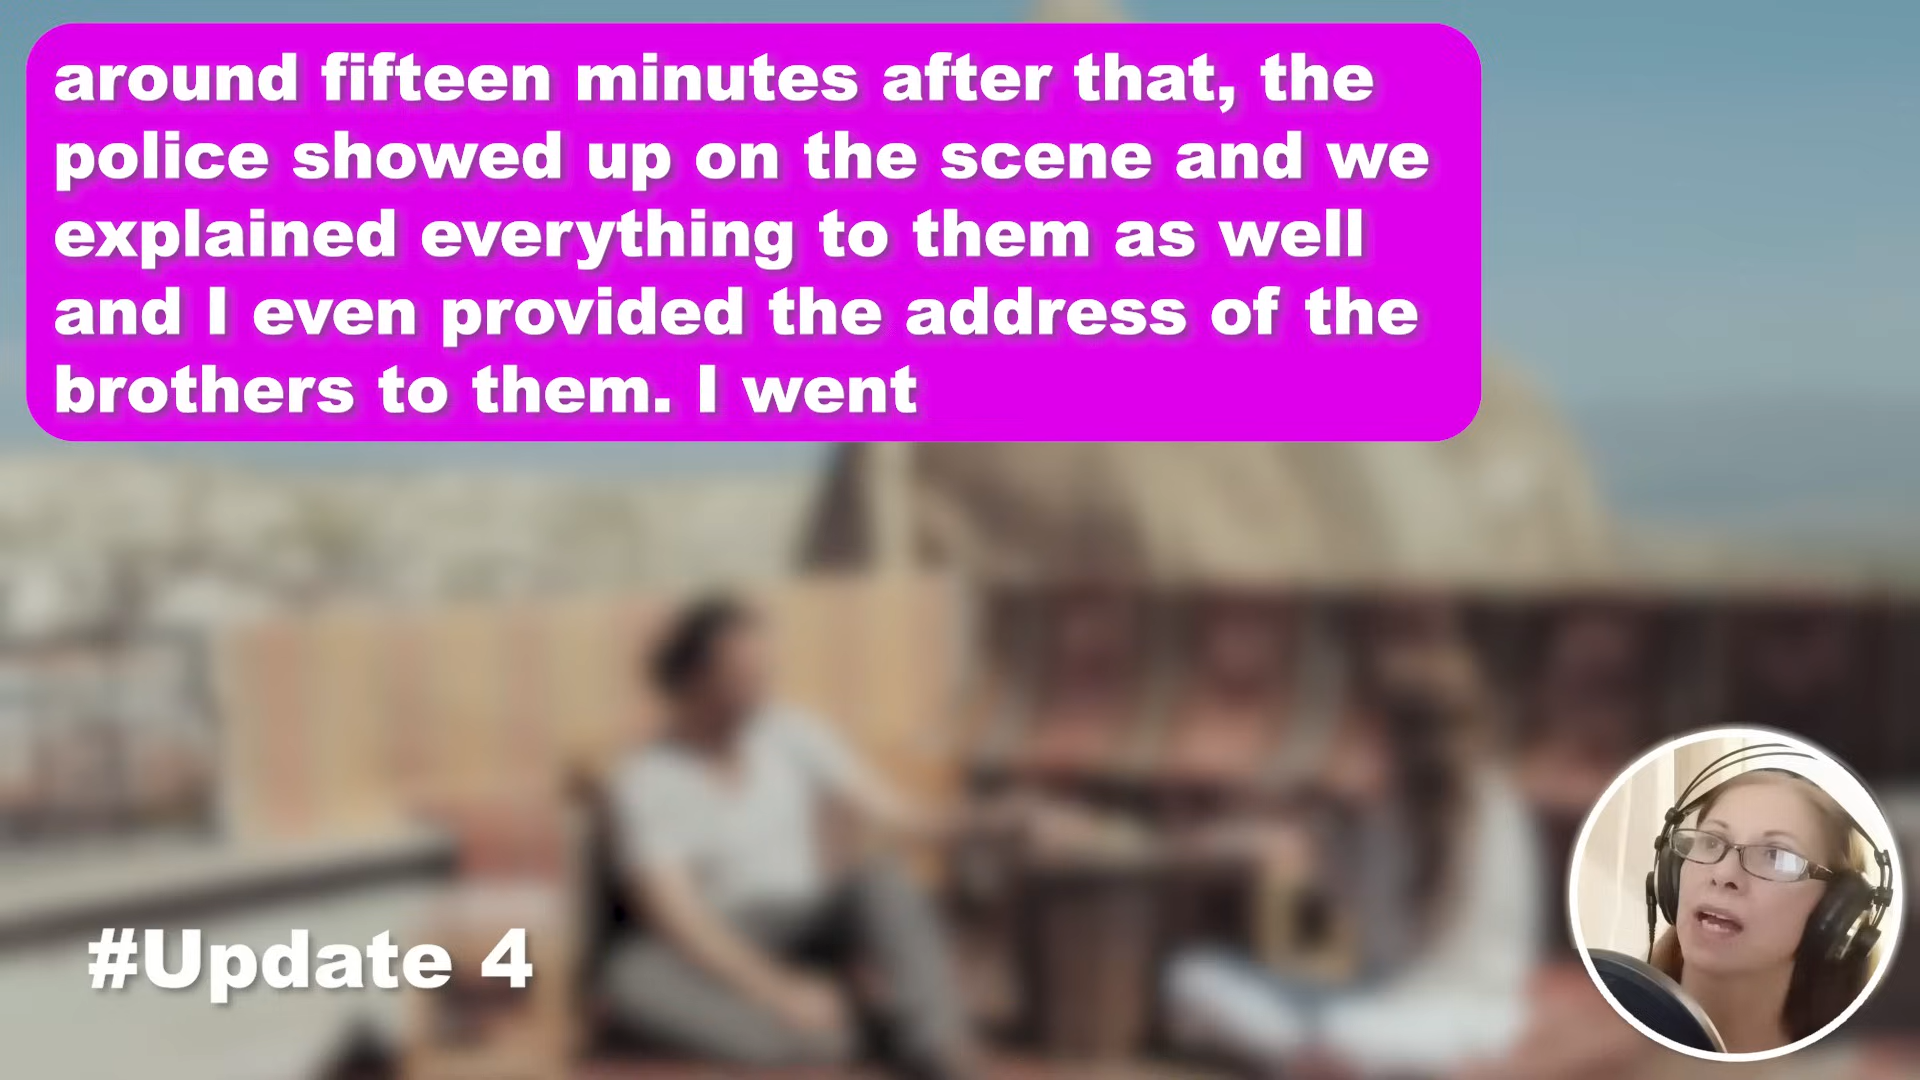 around fifteen minutes after that, the
police showed up on the scene and we
explained everything to them as well
and I even provided the address of the
brothers to them. I went
#Update 4